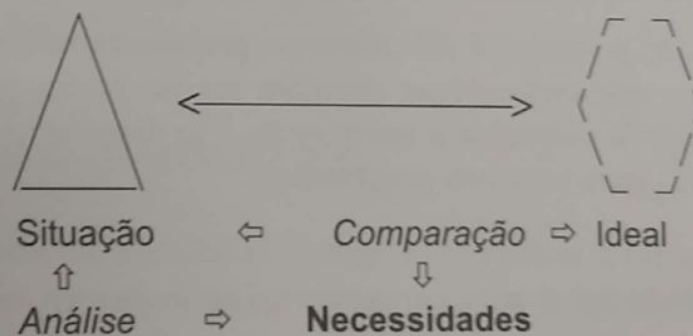 Situação ⇦ Comparação ⇨ Ideal
⇧ ⇩
Análise ⇨ Necessidades